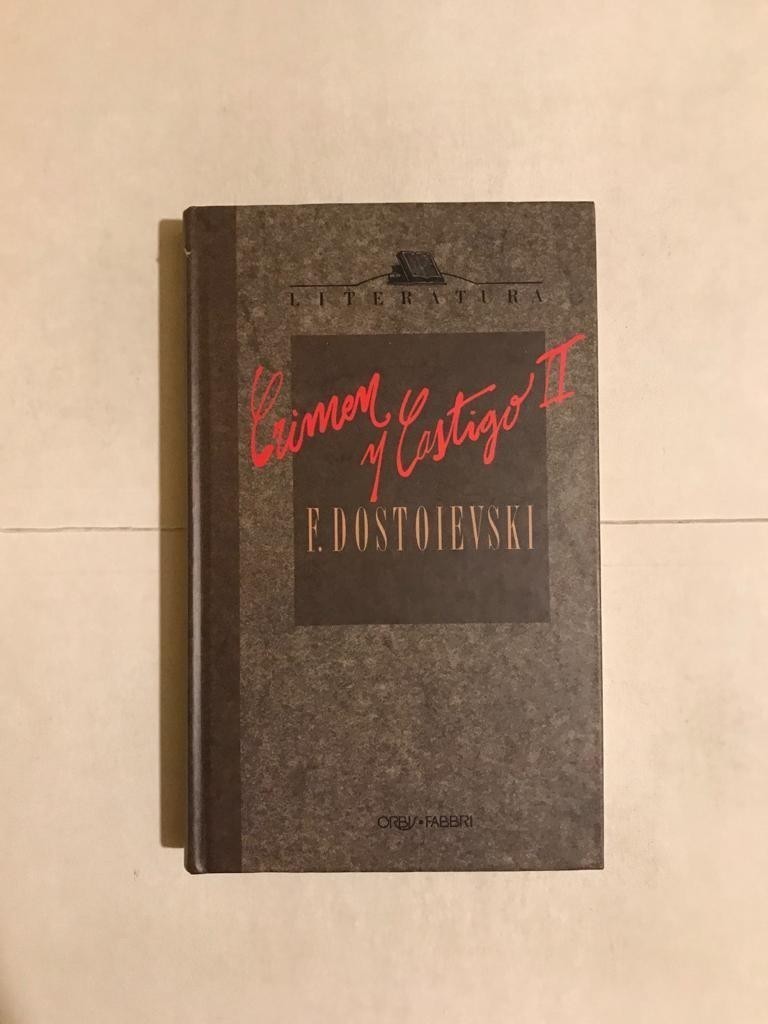 LITERATURA
Crimen
y Castigo II
F. DOSTOIEVSKI
ORBIS • FABBRI